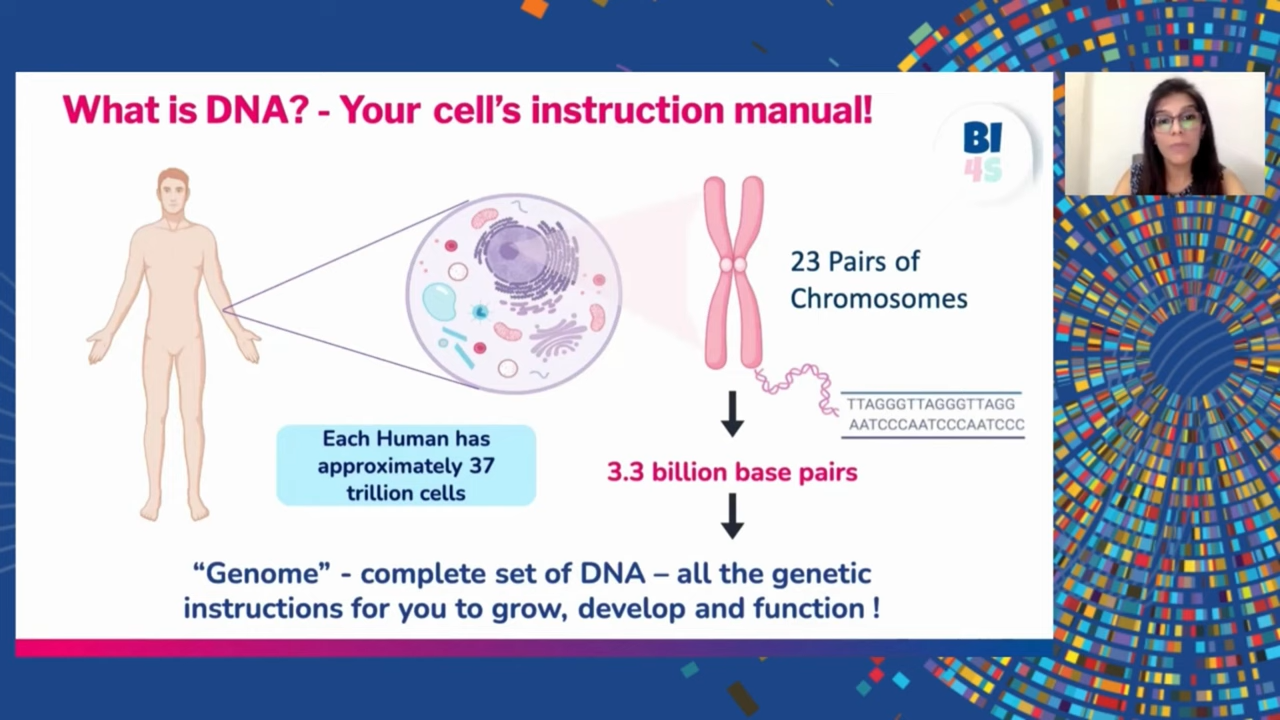 What is DNA? - Your cell's instruction manual!
BI
4S
23 Pairs of
Chromosomes
TTAGGGTTAGGGTTAGG
AATCCCAATCCCAATCCC
Each Human has
approximately 37
trillion cells
3.3 billion base pairs
“Genome” - complete set of DNA – all the genetic
instructions for you to grow, develop and function !